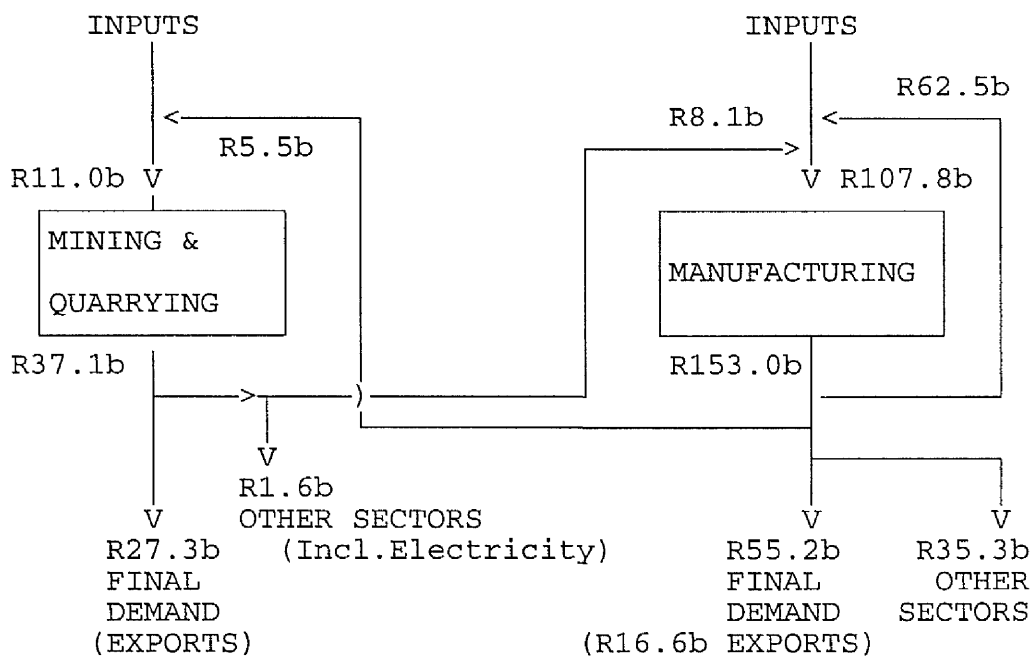 INPUTS
INPUTS
R62.5b
R8.1b
R5.5b
R11.0b
R107.8b
MINING &
QUARRYING
MANUFACTURING
R37.1b
R153.0b
R1.6b
OTHER SECTORS
(Incl.Electricity)
R27.3b
FINAL
DEMAND
(EXPORTS)
R55.2b
FINAL
DEMAND
(R16.6b EXPORTS)
R35.3b
OTHER
SECTORS